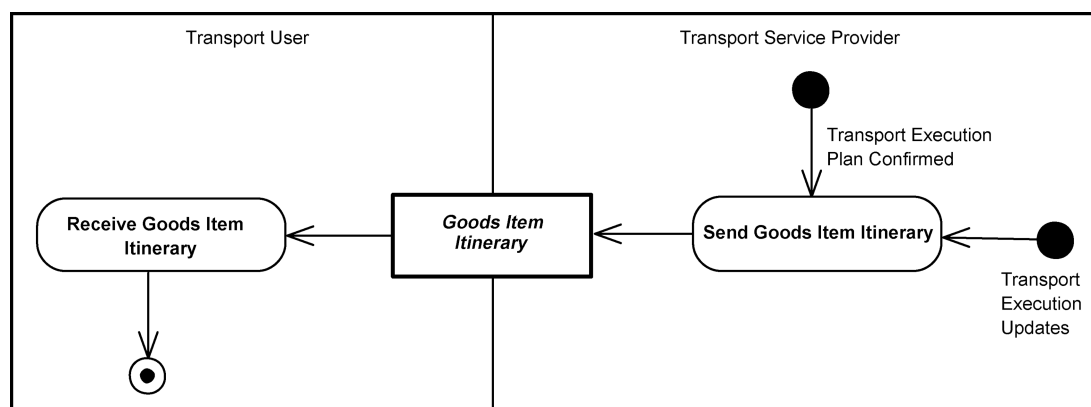 Transport User
Transport Service Provider
Transport Execution
Plan Confirmed
Receive Goods Item
Itinerary
Goods Item
Itinerary
Send Goods Item Itinerary
Transport
Execution
Updates